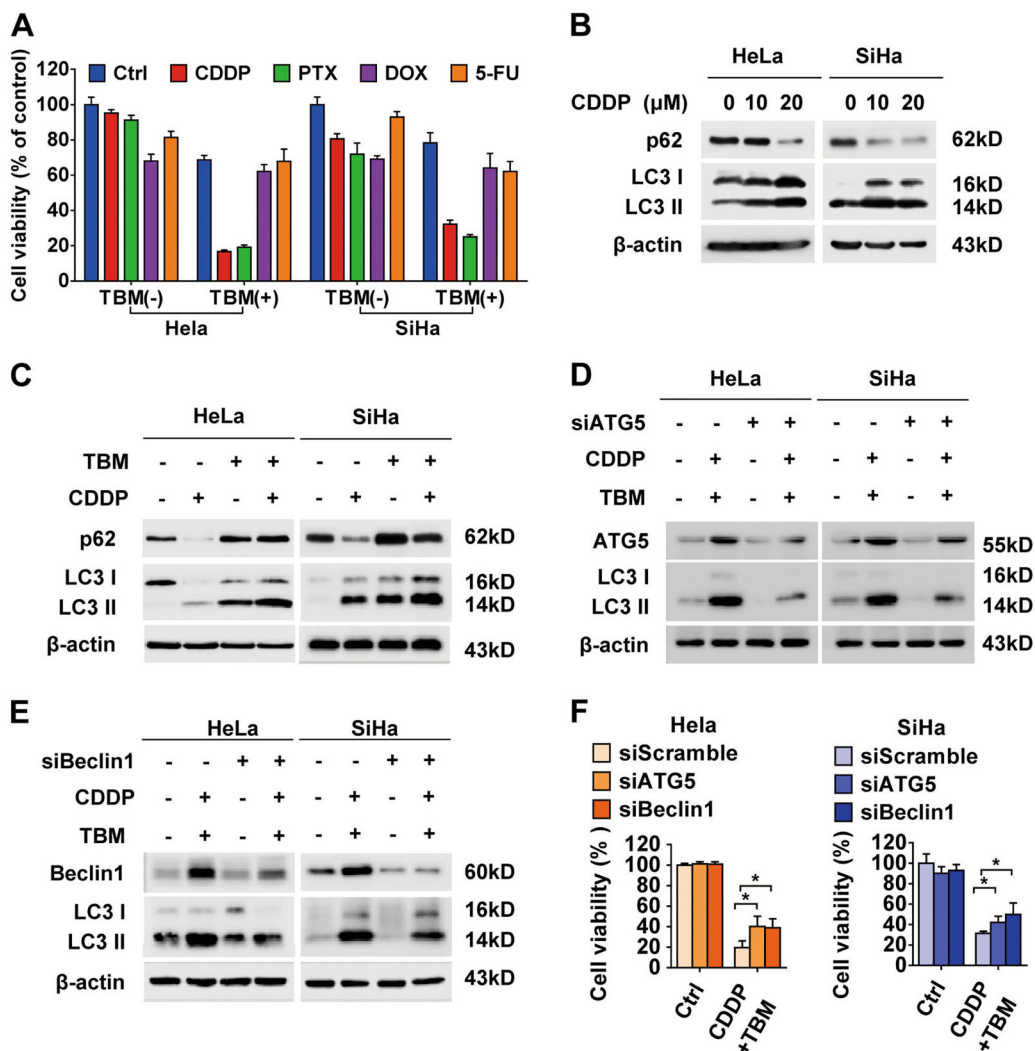 A
Cell viability (% of control)
120
100
80
60
40
20
0
Ctrl CDDP PTX DOX 5-FU
TBM(-) TBM(+) TBM(-) TBM(+)
Hela SiHa
B
HeLa SiHa
CDDP (µM) 0 10 20 0 10 20
p62 62kD
LC3 I 16kD
LC3 II 14kD
β-actin 43kD
C
HeLa SiHa
TBM - - + + - - + +
CDDP - + - + - + - +
p62 62kD
LC3 I 16kD
LC3 II 14kD
β-actin 43kD
D
HeLa SiHa
siATG5 - - + + - - + +
CDDP - + - + - + - +
TBM - + - + - + - +
ATG5 55kD
LC3 I 16kD
LC3 II 14kD
β-actin 43kD
E
HeLa SiHa
siBeclin1 - - + + - - + +
CDDP - + - + - + - +
TBM - + - + - + - +
Beclin1 60kD
LC3 I 16kD
LC3 II 14kD
β-actin 43kD
F
Hela
siScramble
siATG5
siBeclin1
Cell viability (% )
120
100
80
60
40
20
0
* *
Ctrl CDDP
+TBM
SiHa
siScramble
siATG5
siBeclin1
Cell viability (% )
120
100
80
60
40
20
0
* *
Ctrl CDDP
+TBM